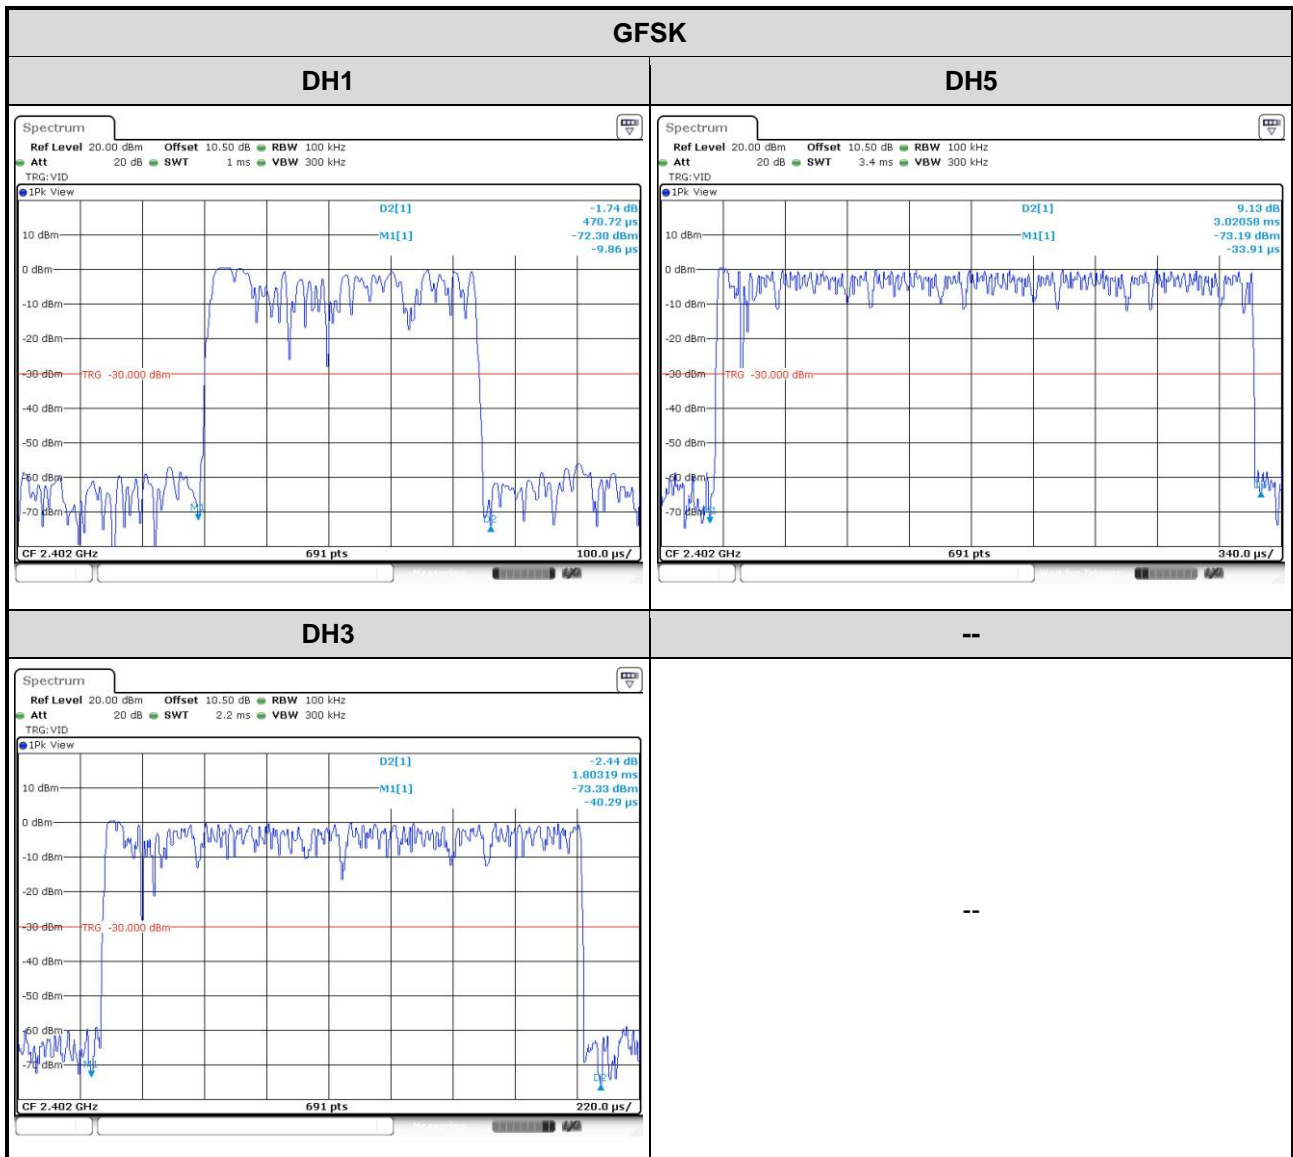 GFSK
DH1
DH5
Spectrum
Ref Level 20.00 dBm Offset 10.50 dB RBW 100 kHz
Att 20 dB SWT 1 ms VBW 300 kHz
TRG:VID
1Pk View
D2[1] -1.74 dB
470.72 µs
10 dBm M1[1] -72.30 dBm
-9.86 µs
0 dBm
-10 dBm
-20 dBm
-30 dBm TRG -30.000 dBm
-40 dBm
-50 dBm
-60 dBm
-70 dBm M1 D2
CF 2.402 GHz 691 pts 100.0 µs/
Spectrum
Ref Level 20.00 dBm Offset 10.50 dB RBW 100 kHz
Att 20 dB SWT 3.4 ms VBW 300 kHz
TRG:VID
1Pk View
D2[1] 9.13 dB
3.02058 ms
10 dBm M1[1] -73.19 dBm
-33.91 µs
0 dBm
-10 dBm
-20 dBm
-30 dBm TRG -30.000 dBm
-40 dBm
-50 dBm
-60 dBm
-70 dBm
CF 2.402 GHz 691 pts 340.0 µs/
DH3
--
Spectrum
Ref Level 20.00 dBm Offset 10.50 dB RBW 100 kHz
Att 20 dB SWT 2.2 ms VBW 300 kHz
TRG:VID
1Pk View
D2[1] -2.44 dB
1.80319 ms
10 dBm M1[1] -73.33 dBm
-40.29 µs
0 dBm
-10 dBm
-20 dBm
-30 dBm TRG -30.000 dBm
-40 dBm
-50 dBm
-60 dBm
-70 dBm M1 D2
CF 2.402 GHz 691 pts 220.0 µs/
--